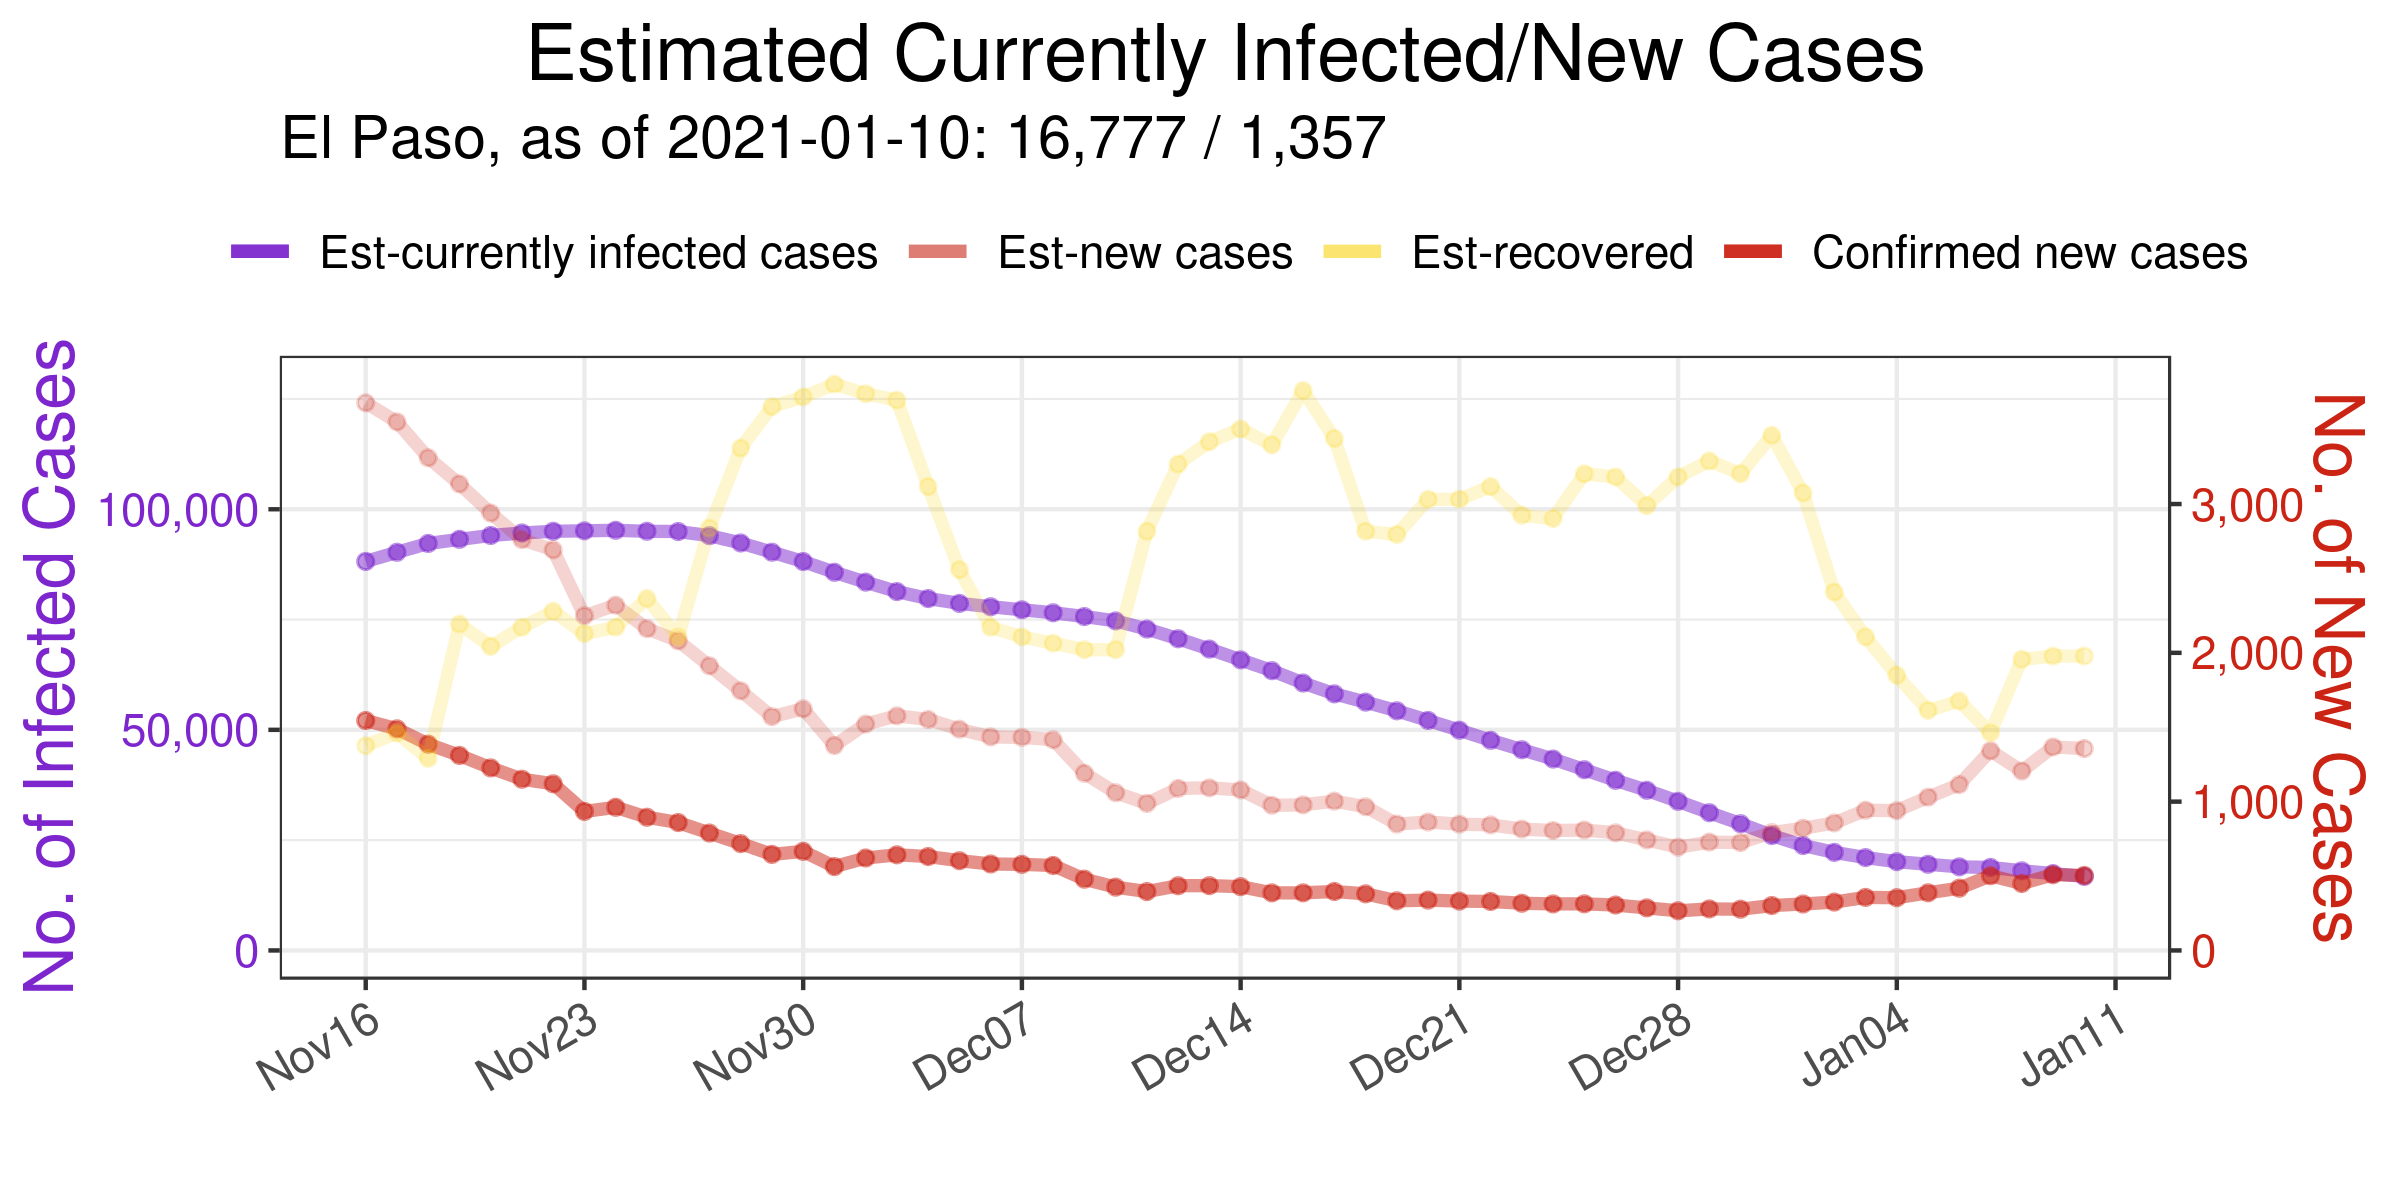 Estimated Currently Infected/New Cases
El Paso, as of 2021-01-10: 16,777 / 1,357
Est-currently infected cases Est-new cases Est-recovered Confirmed new cases
No. of Infected Cases
100,000
50,000
0
3,000
2,000
1,000
0
No. of New Cases
Nov16 Nov23 Nov30 Dec07 Dec14 Dec21 Dec28 Jan04 Jan11